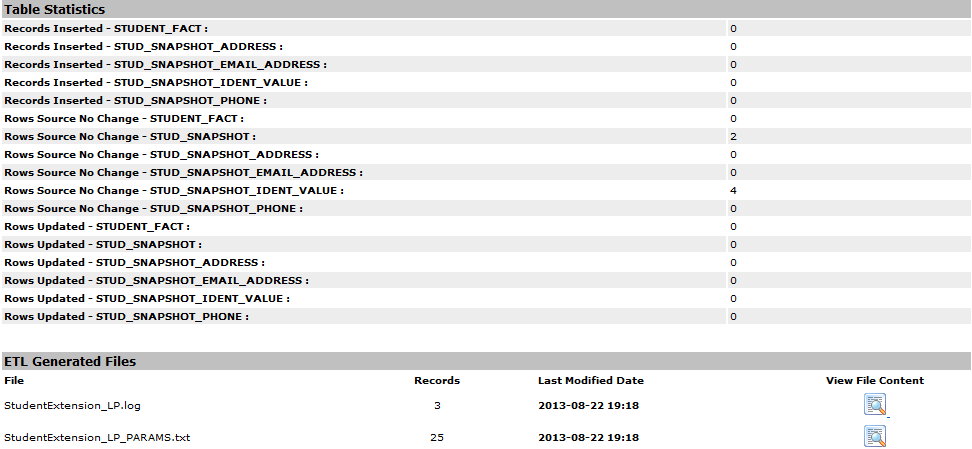 Table Statistics
Records Inserted - STUDENT_FACT : 0
Records Inserted - STUD_SNAPSHOT_ADDRESS : 0
Records Inserted - STUD_SNAPSHOT_EMAIL_ADDRESS : 0
Records Inserted - STUD_SNAPSHOT_IDENT_VALUE : 0
Records Inserted - STUD_SNAPSHOT_PHONE : 0
Rows Source No Change - STUDENT_FACT : 0
Rows Source No Change - STUD_SNAPSHOT : 2
Rows Source No Change - STUD_SNAPSHOT_ADDRESS : 0
Rows Source No Change - STUD_SNAPSHOT_EMAIL_ADDRESS : 0
Rows Source No Change - STUD_SNAPSHOT_IDENT_VALUE : 4
Rows Source No Change - STUD_SNAPSHOT_PHONE : 0
Rows Updated - STUDENT_FACT : 0
Rows Updated - STUD_SNAPSHOT : 0
Rows Updated - STUD_SNAPSHOT_ADDRESS : 0
Rows Updated - STUD_SNAPSHOT_EMAIL_ADDRESS : 0
Rows Updated - STUD_SNAPSHOT_IDENT_VALUE : 0
Rows Updated - STUD_SNAPSHOT_PHONE : 0
ETL Generated Files
File Records Last Modified Date View File Content
StudentExtension_LP.log 3 2013-08-22 19:18
StudentExtension_LP_PARAMS.txt 25 2013-08-22 19:18